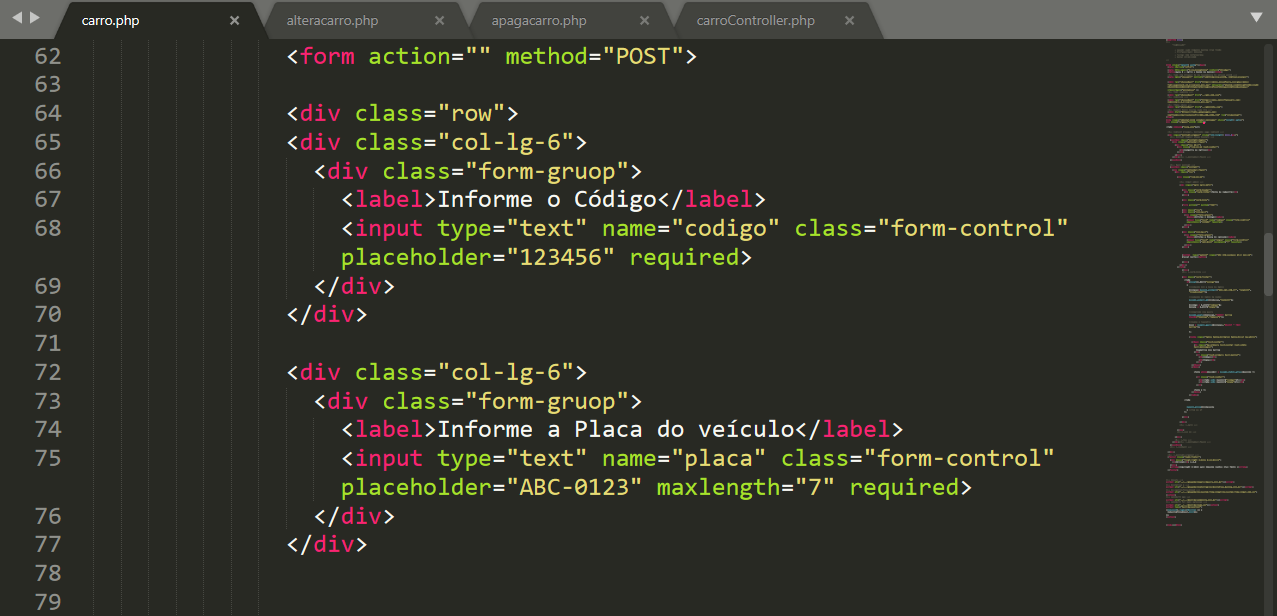 carro.php × alteracarro.php × apagacarro.php × carroController.php ×
62 <form action="" method="POST">
63
64 <div class="row">
65 <div class="col-lg-6">
66 <div class="form-gruop">
67 <label>Informe o Código</label>
68 <input type="text" name="codigo" class="form-control"
placeholder="123456" required>
69 </div>
70 </div>
71
72 <div class="col-lg-6">
73 <div class="form-gruop">
74 <label>Informe a Placa do veículo</label>
75 <input type="text" name="placa" class="form-control"
placeholder="ABC-0123" maxlength="7" required>
76 </div>
77 </div>
78
79